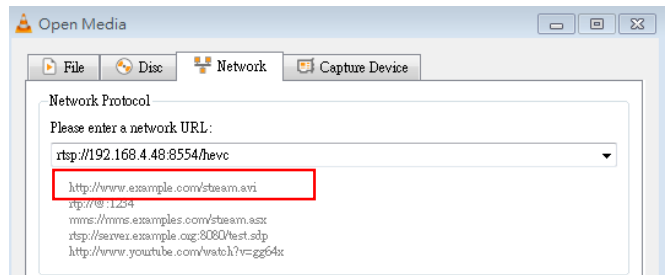 Open Media
File Disc Network Capture Device
Network Protocol
Please enter a network URL:
rtsp://192.168.4.48:8554/hevc
http://www.example.com/stream.avi
rtp://@:1234
mms://mms.examples.com/stream.asx
rtsp://server.example.org:8080/test.sdp
http://www.yourtube.com/watch?v=gg64x